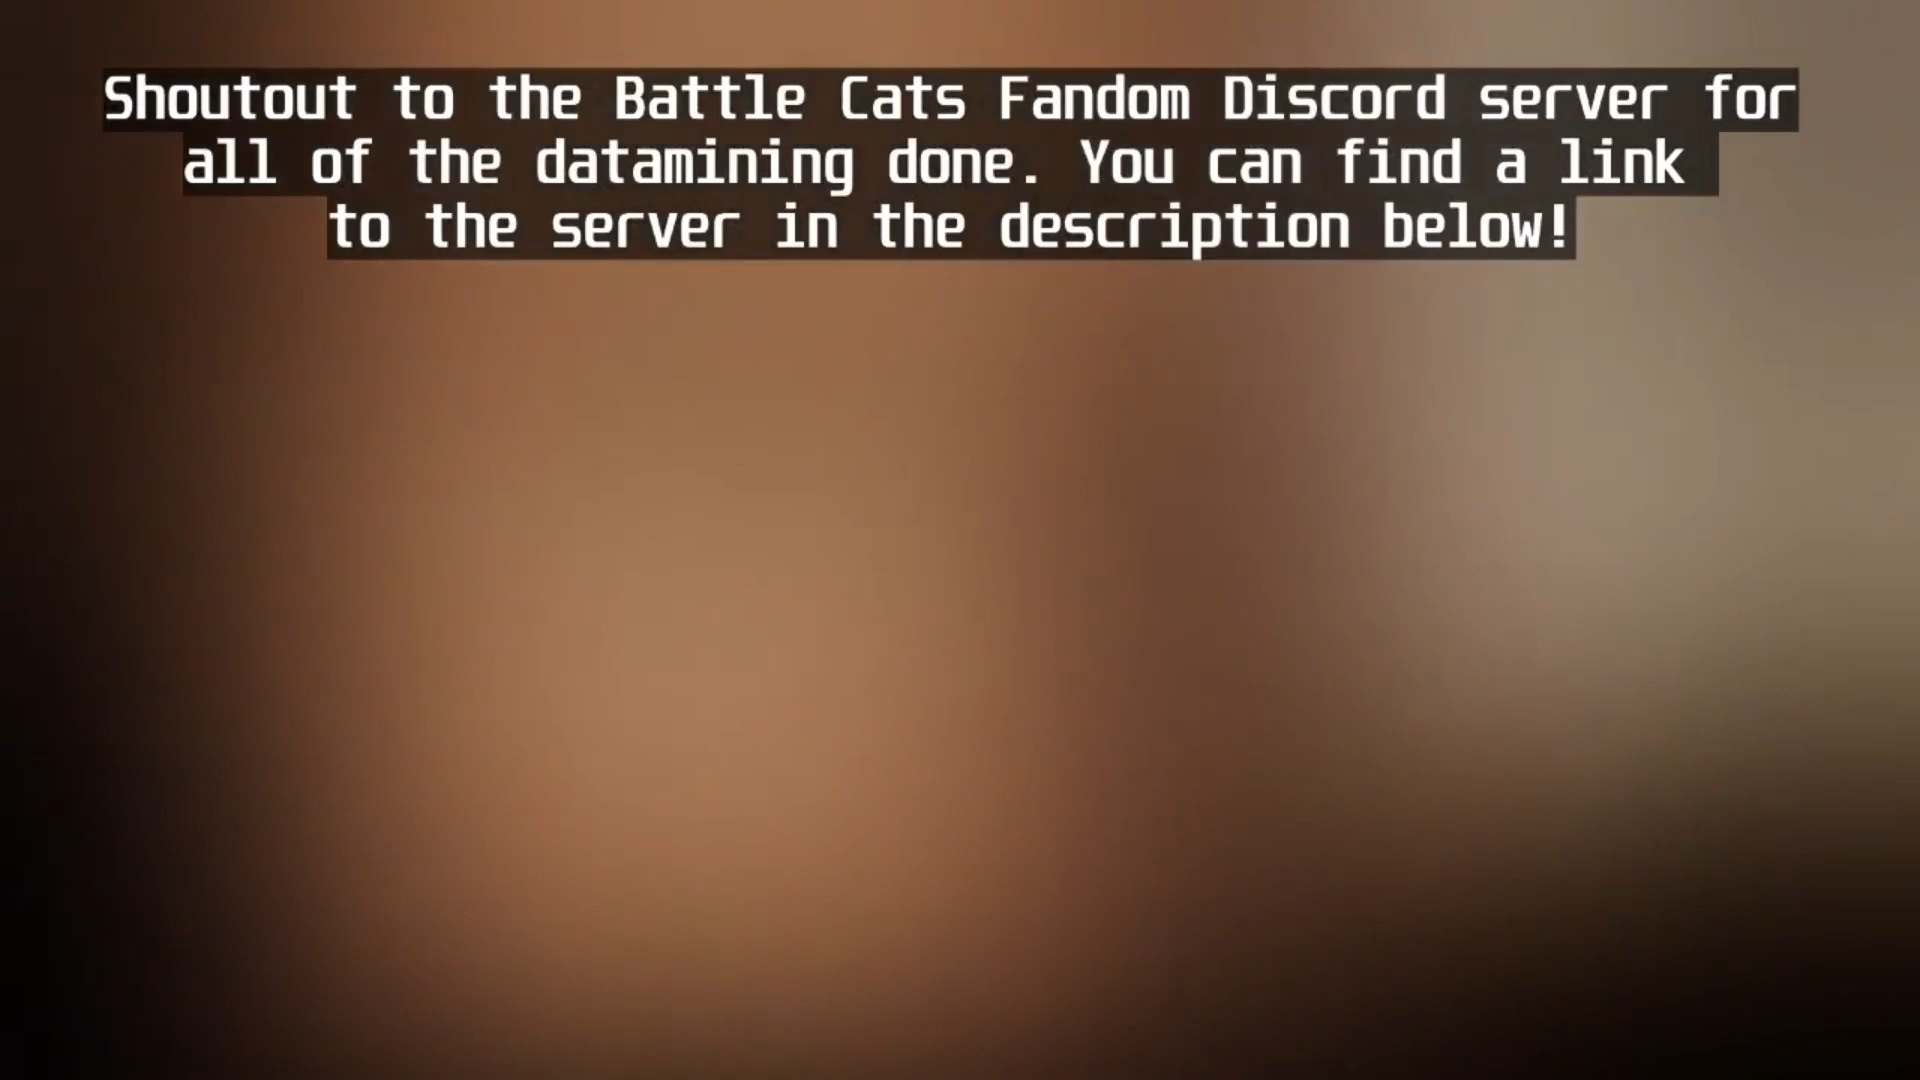 Shoutout to the Battle Cats Fandom Discord server for
all of the datamining done. You can find a link
to the server in the description below!